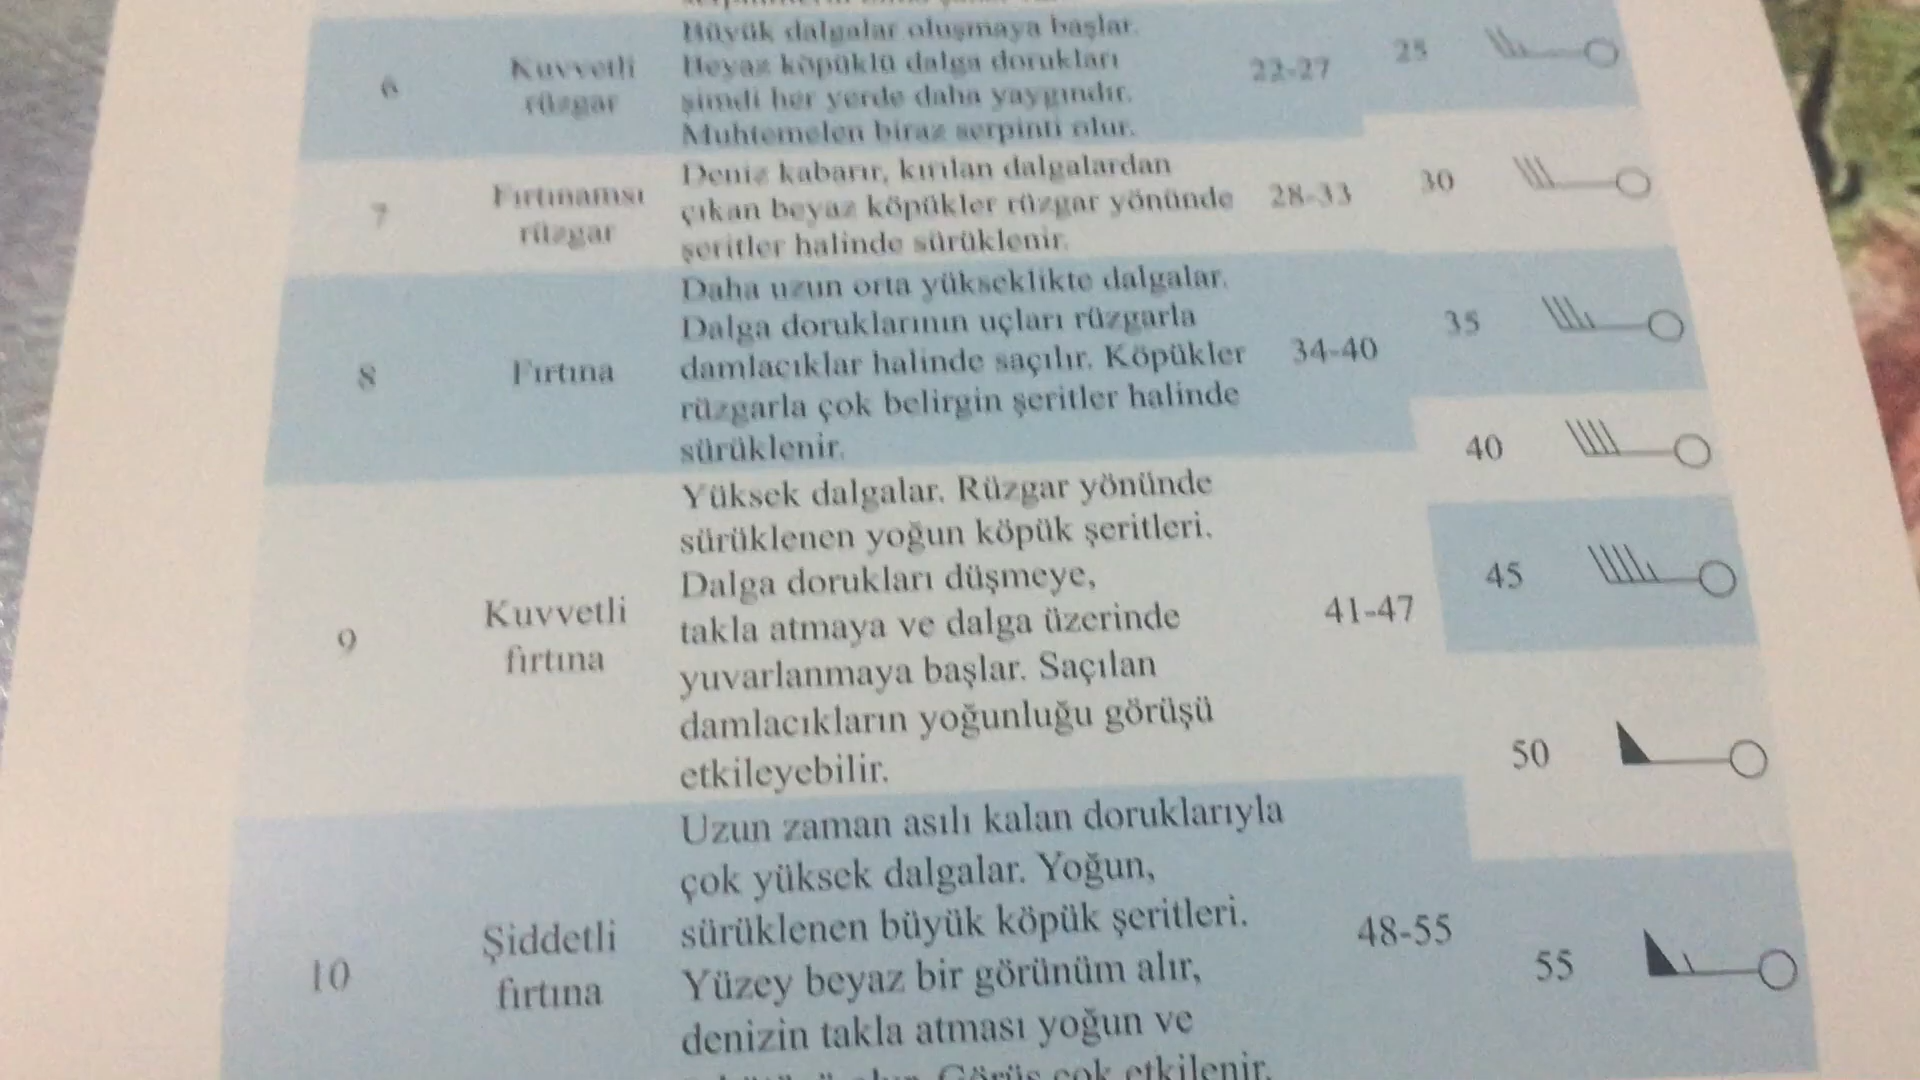 Büyük dalgalar oluşmaya başlar.
6
Kuvvetli
rüzgar
Beyaz köpüklü dalga dorukları
şimdi her yerde daha yaygındır.
Muhtemelen biraz serpinti olur.
22-27
25
7
Fırtınamsı
rüzgar
Deniz kabarır, kırılan dalgalardan
çıkan beyaz köpükler rüzgar yönünde
şeritler halinde sürüklenir.
28-33
30
8
Fırtına
Daha uzun orta yükseklikte dalgalar.
Dalga doruklarının uçları rüzgarla
damlacıklar halinde saçılır. Köpükler
rüzgarla çok belirgin şeritler halinde
sürüklenir.
34-40
35
40
9
Kuvvetli
fırtına
Yüksek dalgalar. Rüzgar yönünde
sürüklenen yoğun köpük şeritleri.
Dalga dorukları düşmeye,
takla atmaya ve dalga üzerinde
yuvarlanmaya başlar. Saçılan
damlacıkların yoğunluğu görüşü
etkileyebilir.
41-47
45
50
10
Şiddetli
fırtına
Uzun zaman asılı kalan doruklarıyla
çok yüksek dalgalar. Yoğun,
sürüklenen büyük köpük şeritleri.
Yüzey beyaz bir görünüm alır,
denizin takla atması yoğun ve
Görüş çok etkilenir.
48-55
55